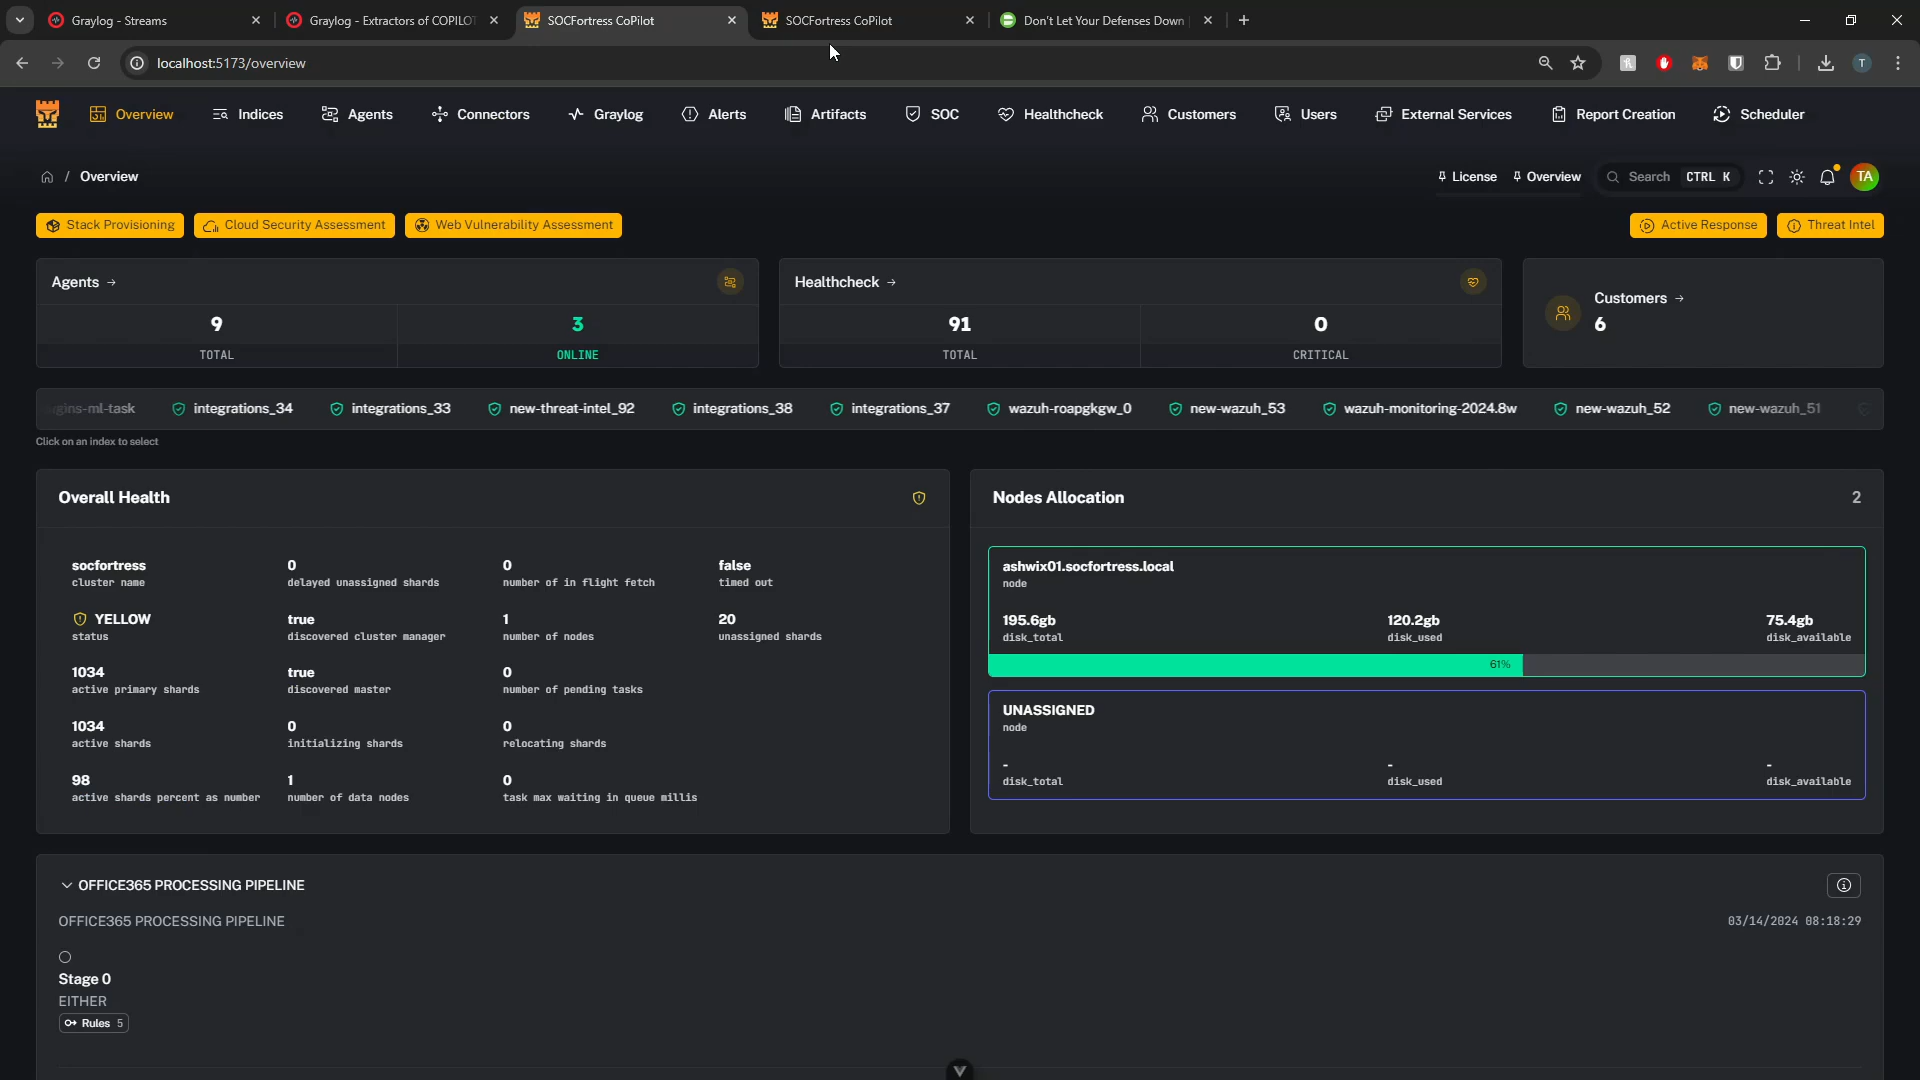 Graylog - Streams
Graylog - Extractors of COPILOT
SOCFortress CoPilot
SOCFortress CoPilot
Don't Let Your Defenses Down
localhost:5173/overview
T
Overview
Indices
Agents
Connectors
Graylog
Alerts
Artifacts
SOC
Healthcheck
Customers
Users
External Services
Report Creation
Scheduler
/ Overview
License
Overview
Search CTRL K
TA
Stack Provisioning
Cloud Security Assessment
Web Vulnerability Assessment
Active Response
Threat Intel
Agents →
9
TOTAL
3
ONLINE
Healthcheck →
91
TOTAL
0
CRITICAL
Customers →
6
gins-ml-task
integrations_34
integrations_33
new-threat-intel_92
integrations_38
integrations_37
wazuh-roapgkgw_0
new-wazuh_53
wazuh-monitoring-2024.8w
new-wazuh_52
new-wazuh_51
Click on an index to select
Overall Health
socfortress
cluster name
0
delayed unassigned shards
0
number of in flight fetch
false
timed out
YELLOW
status
true
discovered cluster manager
1
number of nodes
20
unassigned shards
1034
active primary shards
true
discovered master
0
number of pending tasks
1034
active shards
0
initializing shards
0
relocating shards
98
active shards percent as number
1
number of data nodes
0
task max waiting in queue millis
Nodes Allocation
2
ashwix01.socfortress.local
node
195.6gb
disk_total
120.2gb
disk_used
75.4gb
disk_available
61%
UNASSIGNED
node
-
disk_total
-
disk_used
-
disk_available
OFFICE365 PROCESSING PIPELINE
OFFICE365 PROCESSING PIPELINE
03/14/2024 08:18:29
Stage 0
EITHER
Rules 5